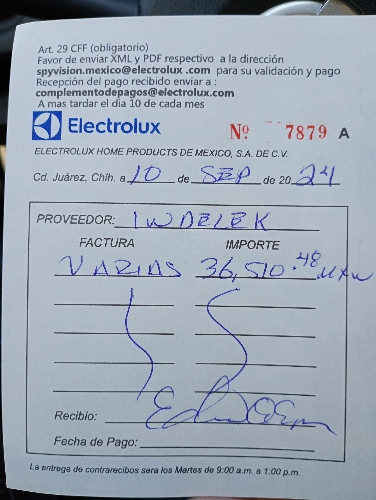 Art. 29 CFF (obligatorio)
Favor de enviar XML y PDF respectivo a la dirección
spyvision.mexico@electrolux .com para su validación y pago
Recepción del pago recibido enviar a :
complementodepagos@electrolux.com
A mas tardar el dia 10 de cada mes
Electrolux Nº 7879 A
ELECTROLUX HOME PRODUCTS DE MEXICO, S.A. DE C.V.
Cd. Juárez, Chih. a 10 de SEP de 20 24
PROVEEDOR: INDELEK
FACTURA IMPORTE
VARIAS 36,510.48 MXN
Recibio:
Fecha de Pago:
La entrega de contrarecibos sera los Martes de 9:00 a.m. a 1:00 p.m.